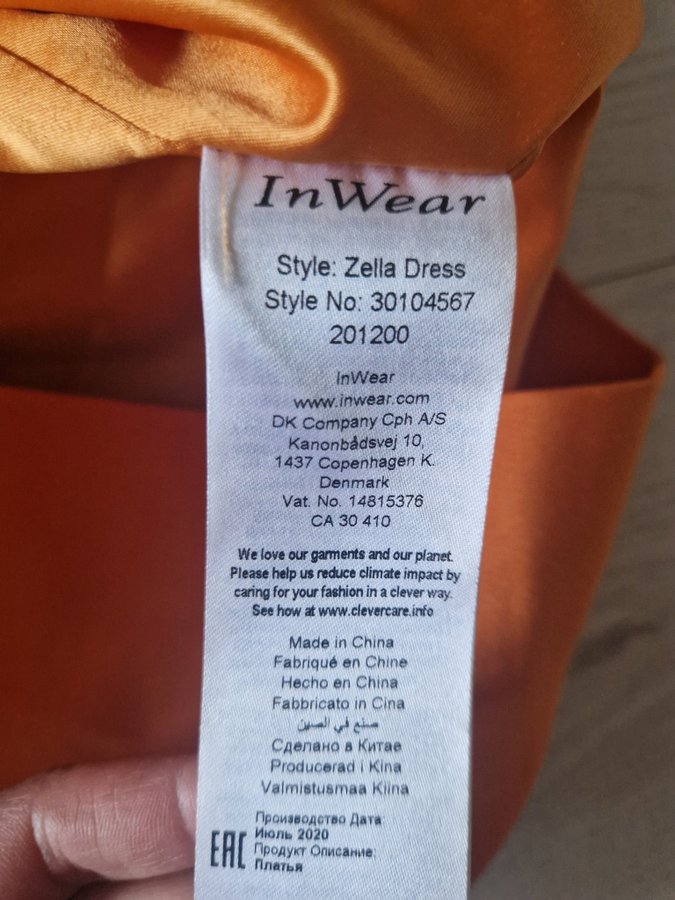 InWear
Style: Zella Dress
Style No: 30104567
201200
InWear
www.inwear.com
DK Company Cph A/S
Kanonbådsvej 10,
1437 Copenhagen K.
Denmark
Vat. No. 14815376
CA 30 410
We love our garments and our planet.
Please help us reduce climate impact by
caring for your fashion in a clever way.
See how at www.clevercare.info
Made in China
Fabriqué en Chine
Hecho en China
Fabbricato in Cina
صنع في الصين
Сделано в Китае
Producerad i Kina
Valmistusmaa Kiina
Производство Дата:
Июль 2020
EAC Продукт Описание:
Платья